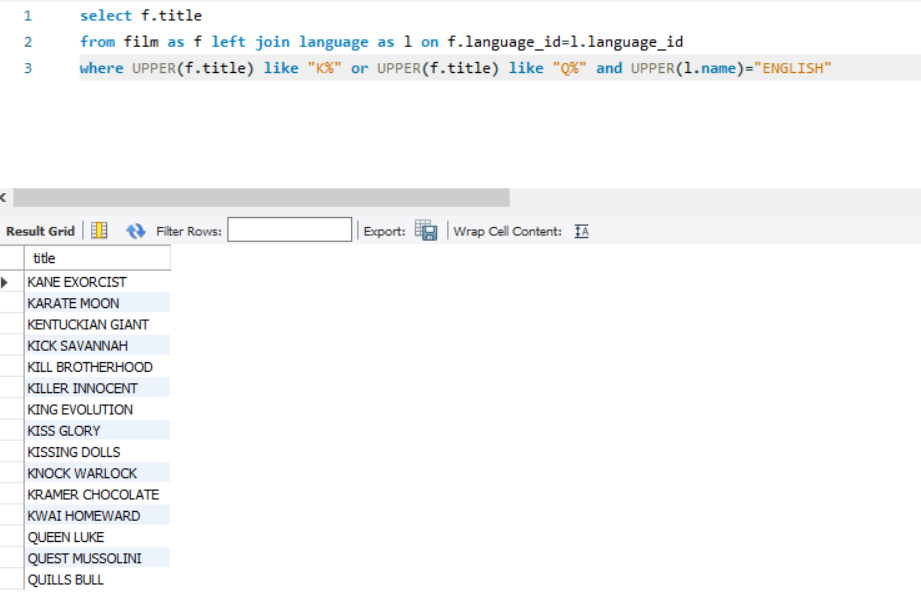 1 select f.title
2 from film as f left join language as l on f.language_id=l.language_id
3 where UPPER(f.title) like "K%" or UPPER(f.title) like "Q%" and UPPER(l.name)="ENGLISH"
Result Grid Filter Rows: Export: Wrap Cell Content:
title
KANE EXORCIST
KARATE MOON
KENTUCKIAN GIANT
KICK SAVANNAH
KILL BROTHERHOOD
KILLER INNOCENT
KING EVOLUTION
KISS GLORY
KISSING DOLLS
KNOCK WARLOCK
KRAMER CHOCOLATE
KWAI HOMEWARD
QUEEN LUKE
QUEST MUSSOLINI
QUILLS BULL